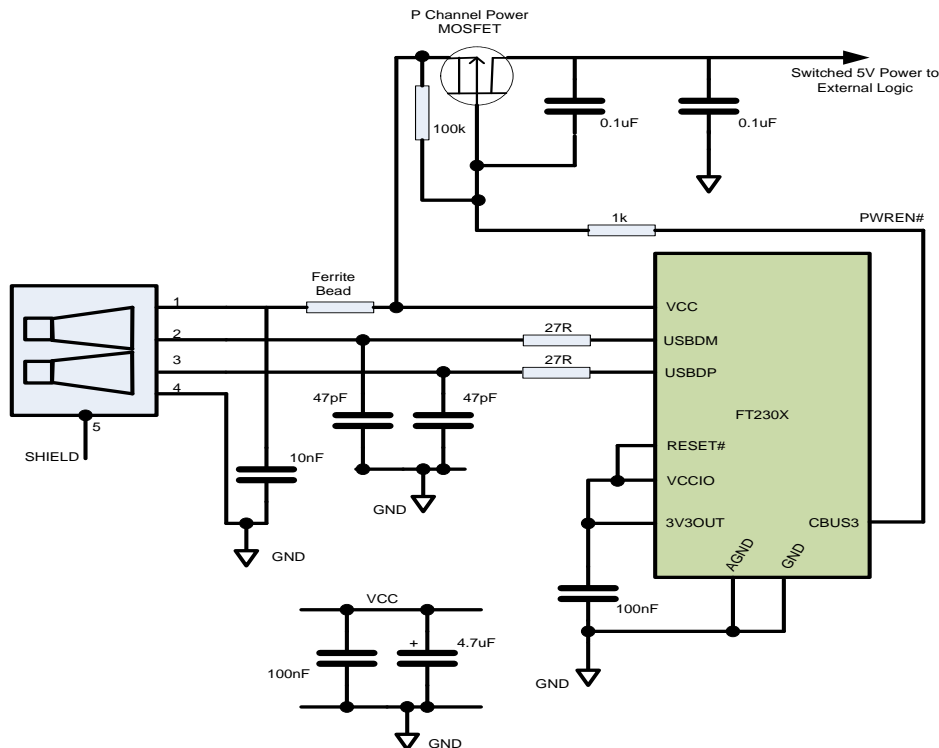 P Channel Power
MOSFET
Switched 5V Power to
External Logic
0.1uF
0.1uF
100k
1k
PWREN#
Ferrite
Bead
1
VCC
27R
2
USBDM
27R
3
USBDP
4
47pF
47pF
FT230X
5
SHIELD
10nF
RESET#
VCCIO
GND
3V3OUT
CBUS3
GND
AGND
GND
100nF
VCC
+
4.7uF
100nF
GND
GND